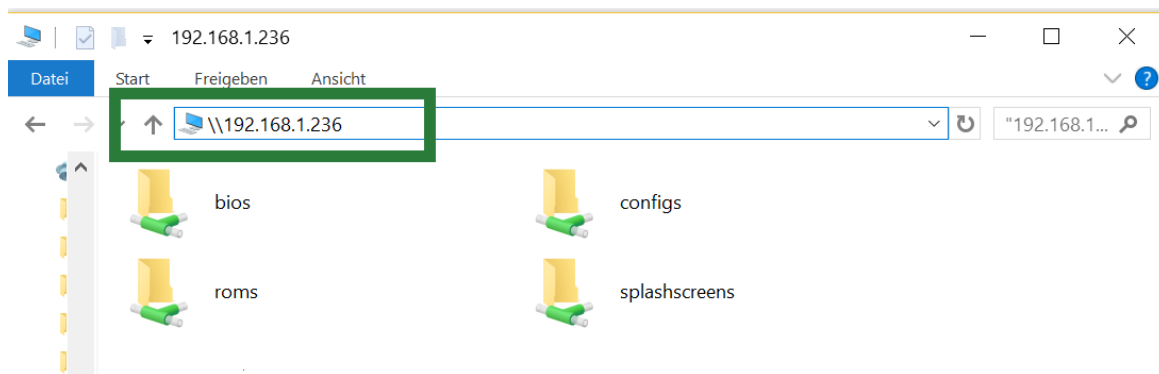 192.168.1.236
Datei Start Freigeben Ansicht ?
\\192.168.1.236 "192.168.1...
bios configs
roms splashscreens